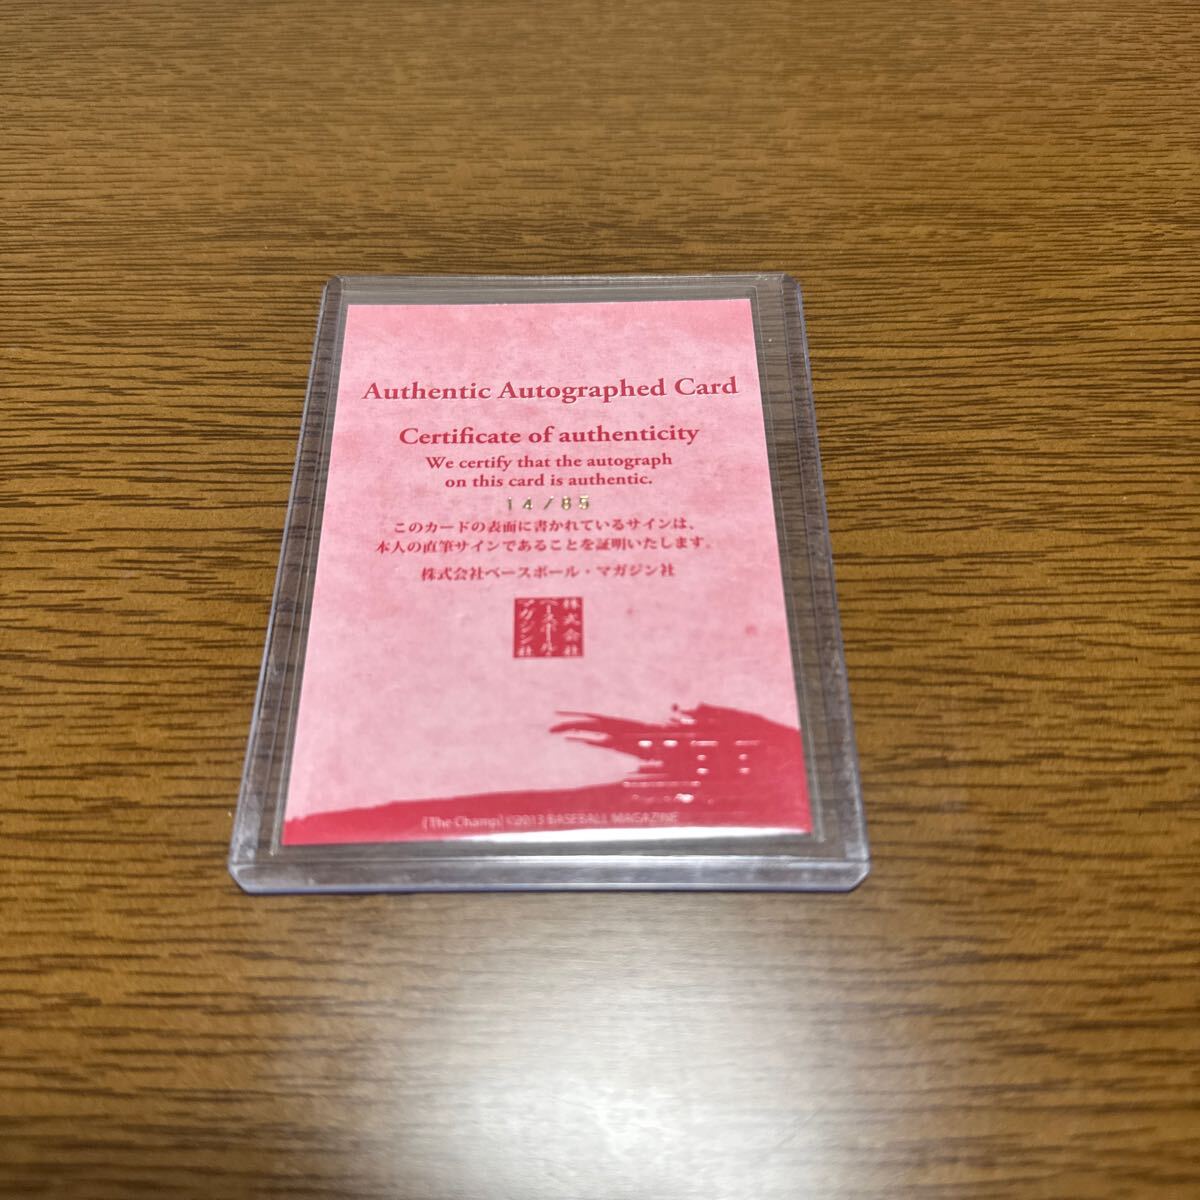 Authentic Autographed Card
Certificate of authenticity
We certify that the autograph
on this card is authentic.
14/85
このカードの表面に書かれているサインは、
本人の直筆サインであることを証明いたします。
株式会社ベースボール・マガジン社
株式会社
ベースボール・
マガジン社
[The Champ] ©2013 BASEBALL MAGAZINE